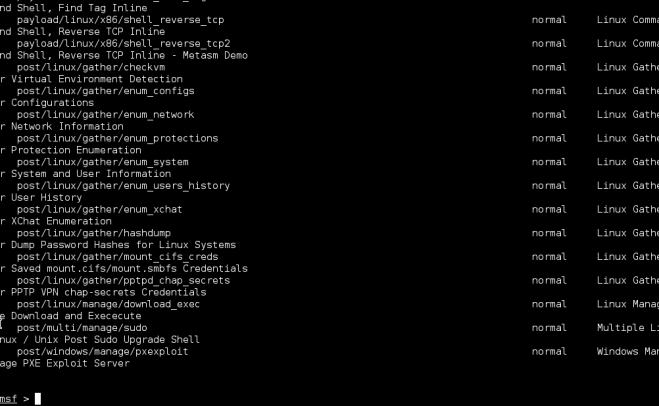 nd Shell, Find Tag Inline
payload/linux/x86/shell_reverse_tcp normal Linux Comma
nd Shell, Reverse TCP Inline
payload/linux/x86/shell_reverse_tcp2 normal Linux Comma
nd Shell, Reverse TCP Inline - Metasm Demo
post/linux/gather/checkvm normal Linux Gathe
r Virtual Environment Detection
post/linux/gather/enum_configs normal Linux Gathe
r Configurations
post/linux/gather/enum_network normal Linux Gathe
r Network Information
post/linux/gather/enum_protections normal Linux Gathe
r Protection Enumeration
post/linux/gather/enum_system normal Linux Gathe
r System and User Information
post/linux/gather/enum_users_history normal Linux Gathe
r User History
post/linux/gather/enum_xchat normal Linux Gathe
r XChat Enumeration
post/linux/gather/hashdump normal Linux Gathe
r Dump Password Hashes for Linux Systems
post/linux/gather/mount_cifs_creds normal Linux Gathe
r Saved mount.cifs/mount.smbfs Credentials
post/linux/gather/pptpd_chap_secrets normal Linux Gathe
r PPTP VPN chap-secrets Credentials
post/linux/manage/download_exec normal Linux Manag
e Download and Exececute
post/multi/manage/sudo normal Multiple Li
nux / Unix Post Sudo Upgrade Shell
post/windows/manage/pxexploit normal Windows Man
age PXE Exploit Server
msf >